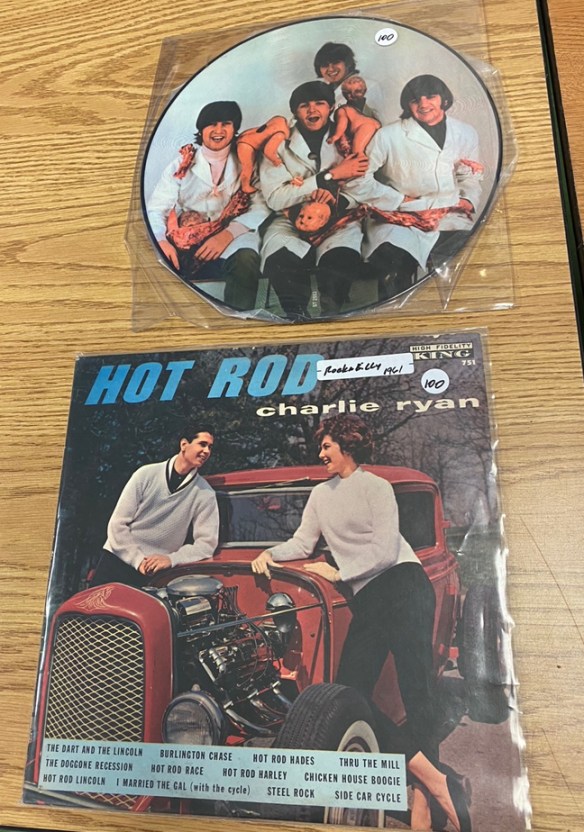 100
HOT ROD
- Rockabilly 1961
HIGH FIDELITY
KING
751
100
charlie ryan
THE DART AND THE LINCOLN BURLINGTON CHASE HOT ROD HADES THRU THE MILL
THE DOGGONE RECESSION HOT ROD RACE HOT ROD HARLEY CHICKEN HOUSE BOOGIE
HOT ROD LINCOLN I MARRIED THE GAL (with the cycle) STEEL ROCK SIDE CAR CYCLE